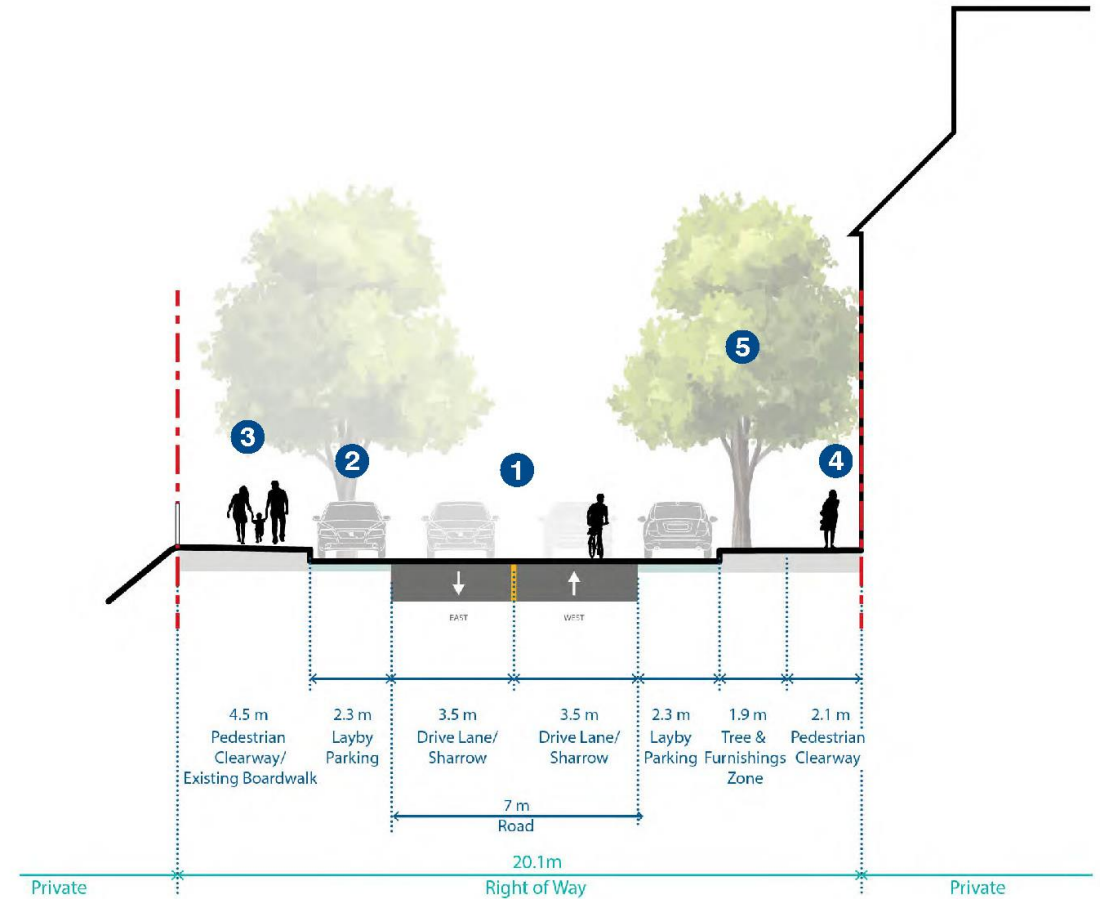 5
3
2
1
4
EAST
WEST
4.5 m
Pedestrian
Clearway/
Existing Boardwalk
2.3 m
Layby
Parking
3.5 m
Drive Lane/
Sharrow
3.5 m
Drive Lane/
Sharrow
2.3 m
Layby
Parking
1.9 m
Tree &
Furnishings
Zone
2.1 m
Pedestrian
Clearway
7 m
Road
20.1m
Private
Right of Way
Private